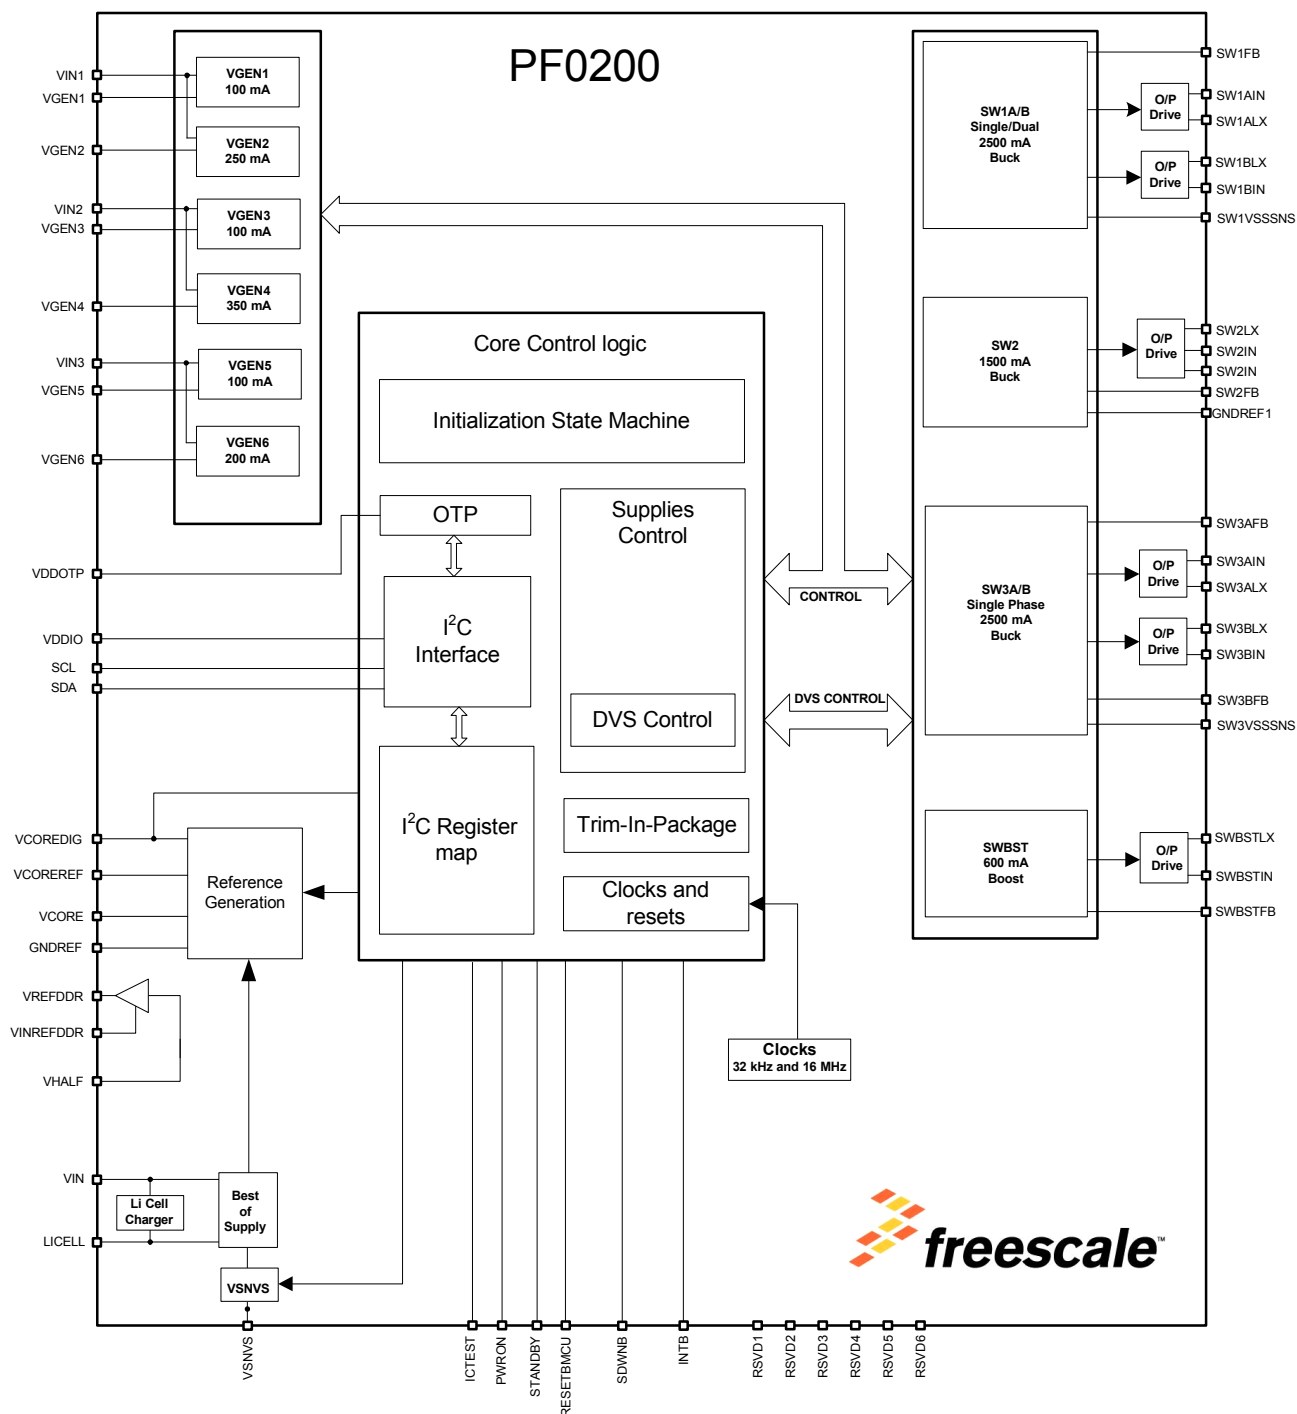 PF0200
VIN1
VGEN1
VGEN2
VIN2
VGEN3
VGEN4
VIN3
VGEN5
VGEN6
VDDOTP
VDDIO
SCL
SDA
VCOREDIG
VCOREREF
VCORE
GNDREF
VREFDDR
VINREFDDR
VHALF
VIN
LICELL
VGEN1
100 mA
VGEN2
250 mA
VGEN3
100 mA
VGEN4
350 mA
VGEN5
100 mA
VGEN6
200 mA
Core Control logic
Initialization State Machine
OTP
I²C
Interface
I²C Register
map
Supplies
Control
DVS Control
Trim-In-Package
Clocks and
resets
Reference
Generation
Clocks
32 kHz and 16 MHz
Li Cell
Charger
Best
of
Supply
VSNVS
CONTROL
DVS CONTROL
SW1A/B
Single/Dual
2500 mA
Buck
O/P
Drive
O/P
Drive
SW2
1500 mA
Buck
O/P
Drive
SW3A/B
Single Phase
2500 mA
Buck
O/P
Drive
O/P
Drive
SWBST
600 mA
Boost
O/P
Drive
SW1FB
SW1AIN
SW1ALX
SW1BLX
SW1BIN
SW1VSSSNS
SW2LX
SW2IN
SW2IN
SW2FB
GNDREF1
SW3AFB
SW3AIN
SW3ALX
SW3BLX
SW3BIN
SW3BFB
SW3VSSSNS
SWBSTLX
SWBSTIN
SWBSTFB
freescale™
VSNVS
ICTEST
PWRON
STANDBY
RESETBMCU
SDWNB
INTB
RSVD1
RSVD2
RSVD3
RSVD4
RSVD5
RSVD6